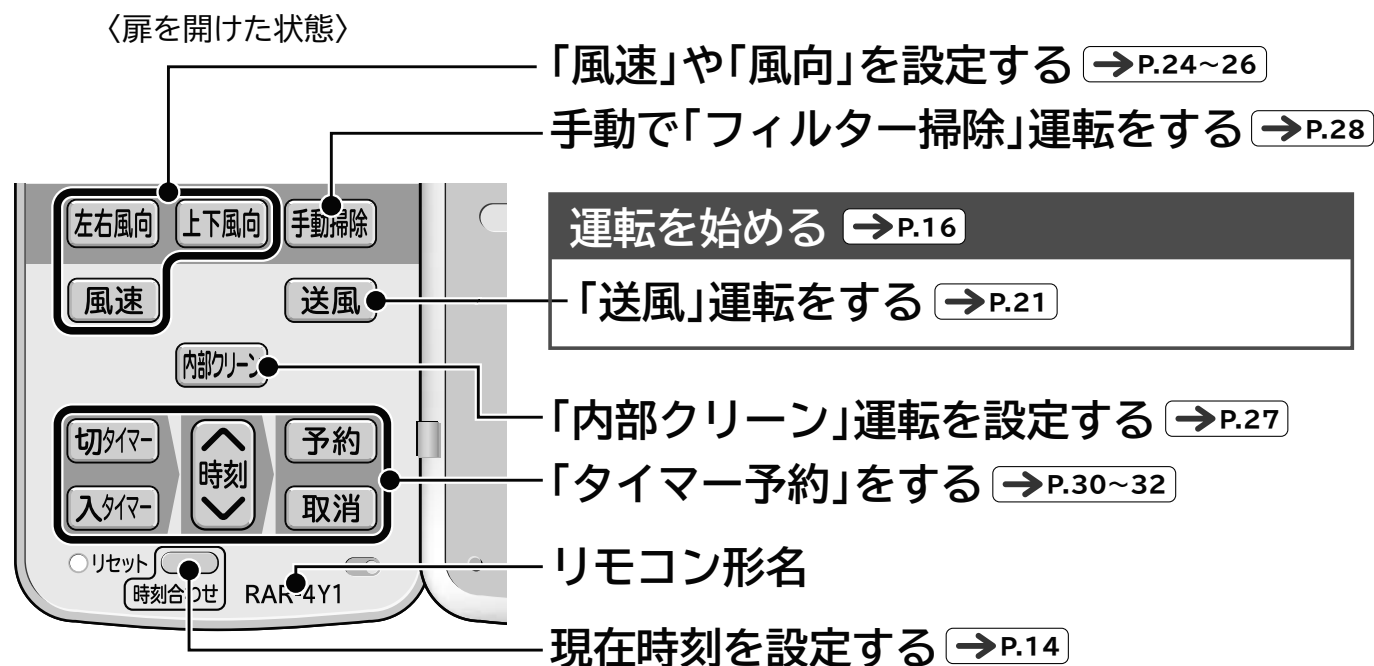 〈扉を開けた状態〉
「風速」や「風向」を設定する →P.24~26
手動で「フィルター掃除」運転をする →P.28
左右風向 上下風向 手動掃除
運転を始める →P.16
風速 送風
「送風」運転をする →P.21
内部クリーン
「内部クリーン」運転を設定する →P.27
切タイマー 時刻 予約
「タイマー予約」をする →P.30~32
入タイマー 取消
リモコン形名
リセット
時刻合わせ RAR-4Y1
現在時刻を設定する →P.14